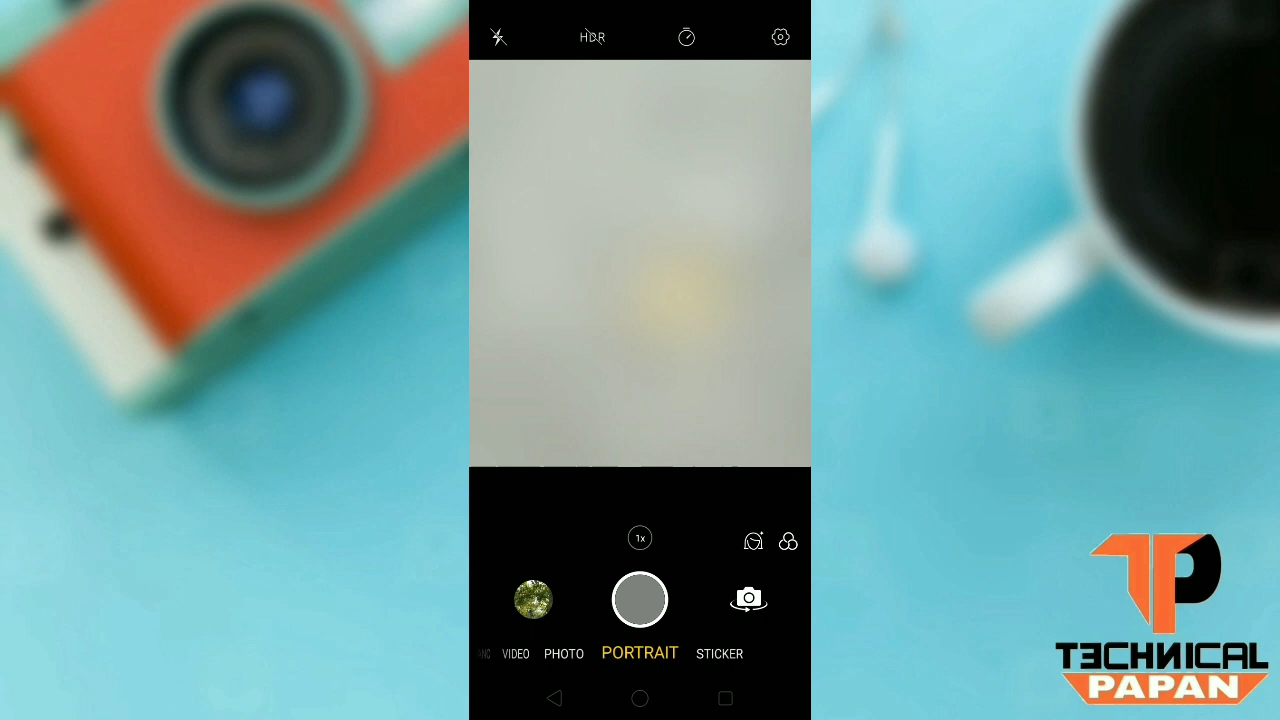 HDR
1x
VIDEO PHOTO PORTRAIT STICKER
TECHNICAL
PAPAN